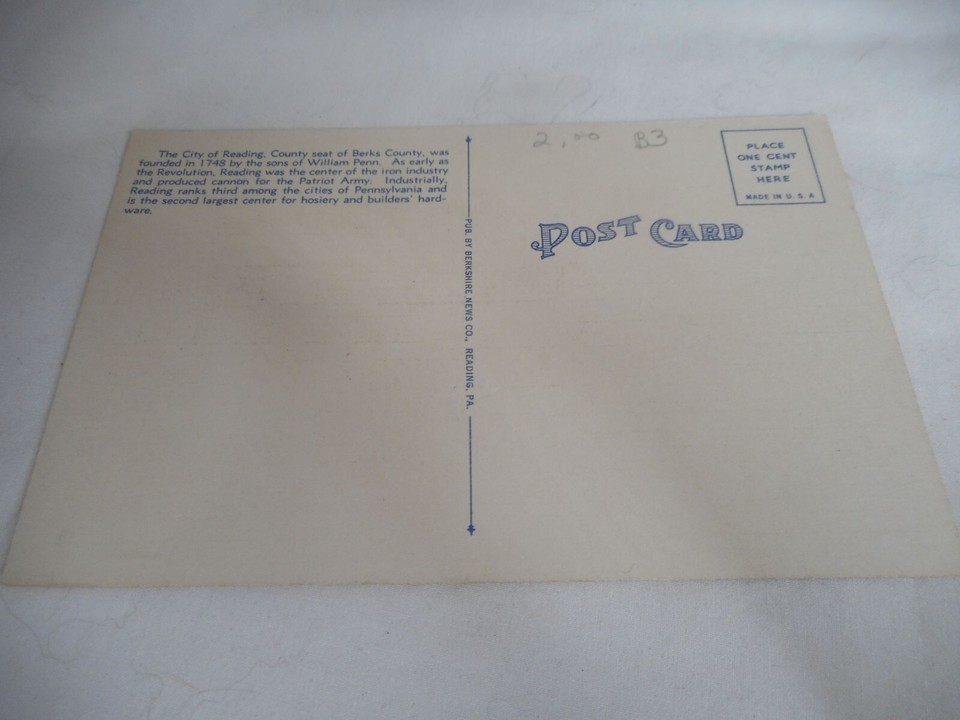 The City of Reading, County seat of Berks County, was
founded in 1748 by the sons of William Penn. As early as
the Revolution, Reading was the center of the iron industry
and produced cannon for the Patriot Army. Industrially,
Reading ranks third among the cities of Pennsylvania and
is the second largest center for hosiery and builders' hard-
ware.
PUB. BY BERKSHIRE NEWS CO., READING, PA.
2,00 B3
PLACE
ONE CENT
STAMP
HERE
MADE IN U. S. A
POST CARD